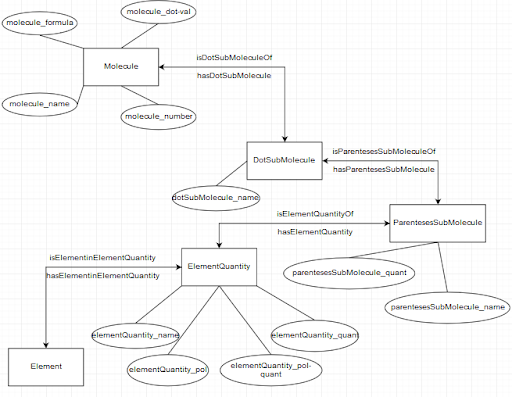 molecule_formula
molecule_dot-val
Molecule
isDotSubMoleculeOf
hasDotSubMolecule
molecule_name
molecule_number
DotSubMolecule
isParentesesSubMoleculeOf
hasParentesesSubMolecule
dotSubMolecule_name
isElementQuantityOf
hasElementQuantity
ParentesesSubMolecule
isElementinElementQuantity
hasElementinElementQuantity
ElementQuantity
parentesesSubMolecule_quant
parentesesSubMolecule_name
elementQuantity_name
elementQuantity_quant
elementQuantity_pol
elementQuantity_pol-
quant
Element